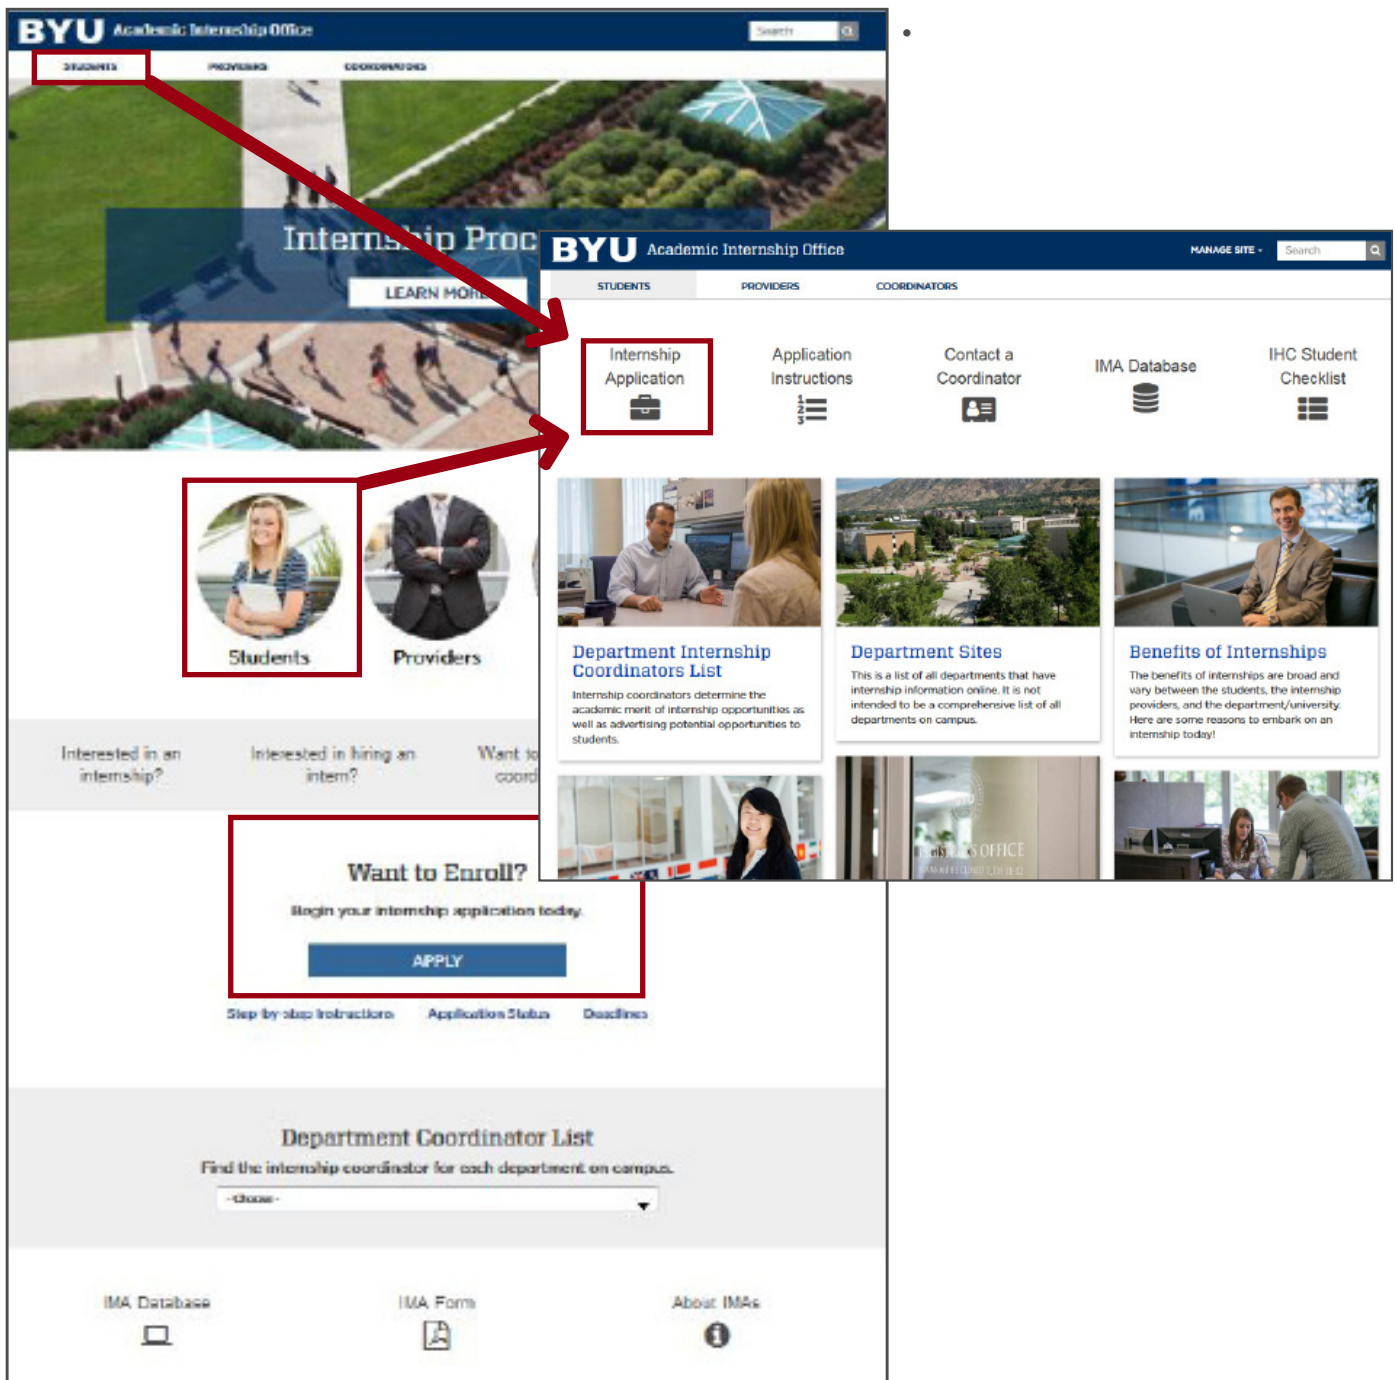 BYU Academic Internship Office
Search
STUDENTS PROVIDERS COORDINATORS
Internship Proc
LEARN MORE
Students Providers
Interested in an
internship?
Interested in hiring an
intern?
Want to
coord
Want to Enroll?
Begin your internship application today.
APPLY
Step-by-step Instructions Application Status Deadlines
Department Coordinator List
Find the internship coordinator for each department on campus.
- Choose -
IMA Database IMA Form About IMAs
BYU Academic Internship Office
MANAGE SITE Search
STUDENTS PROVIDERS COORDINATORS
Internship
Application
Application
Instructions
1
2
3
Contact a
Coordinator
IMA Database
IHC Student
Checklist
Department Internship
Coordinators List
Internship coordinators determine the
academic merit of internship opportunities as
well as advertising potential opportunities to
students.
Department Sites
This is a list of all departments that have
internship information online. It is not
intended to be a comprehensive list of all
departments on campus.
Benefits of Internships
The benefits of internships are broad and
vary between the students, the internship
providers, and the department/university.
Here are some reasons to embark on an
internship today!
OFFICE